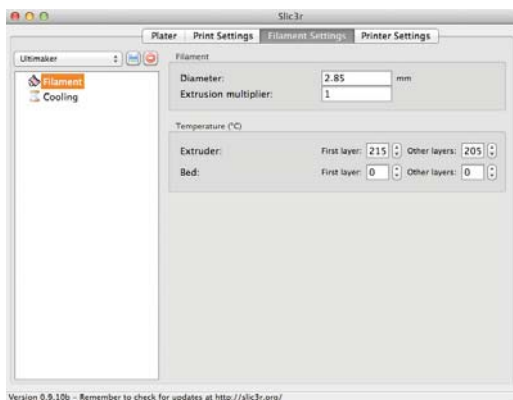 Slic3r
Plater Print Settings Filament Settings Printer Settings
Ultimaker
Filament
Cooling
Filament
Diameter: 2.85 mm
Extrusion multiplier: 1
Temperature (°C)
Extruder: First layer: 215 Other layers: 205
Bed: First layer: 0 Other layers: 0
Version 0.9.10b - Remember to check for updates at http://slic3r.org/